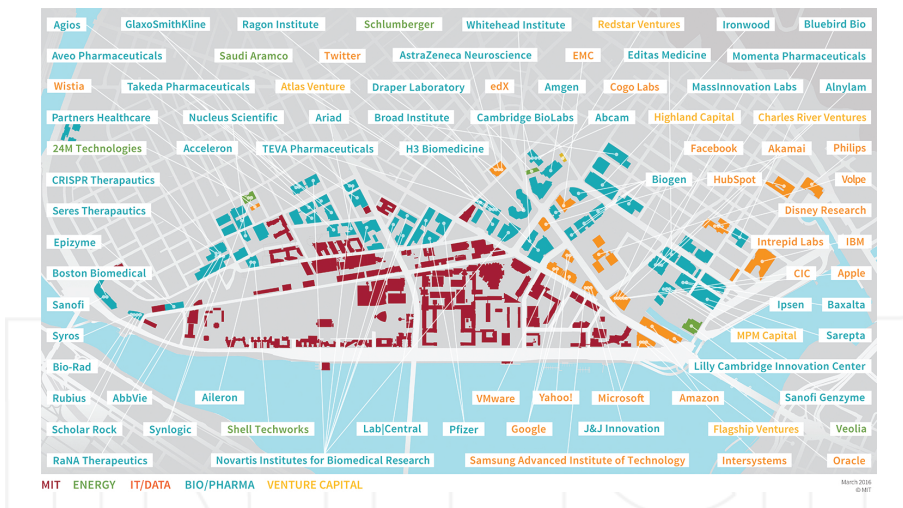 Agios GlaxoSmithKline Ragon Institute Schlumberger Whitehead Institute Redstar Ventures Ironwood Bluebird Bio
Aveo Pharmaceuticals Saudi Aramco Twitter AstraZeneca Neuroscience EMC Editas Medicine Momenta Pharmaceuticals
Wistia Takeda Pharmaceuticals Atlas Venture Draper Laboratory edX Amgen Cogo Labs MassInnovation Labs Alnylam
Partners Healthcare Nucleus Scientific Ariad Broad Institute Cambridge BioLabs Abcam Highland Capital Charles River Ventures
24M Technologies Acceleron TEVA Pharmaceuticals H3 Biomedicine Facebook Akamai Philips
CRISPR Therapautics Biogen HubSpot Volpe
Seres Therapautics Disney Research
Epizyme Intrepid Labs IBM
Boston Biomedical CIC Apple
Sanofi Ipsen Baxalta
Syros MPM Capital Sarepta
Bio-Rad Lilly Cambridge Innovation Center
Rubius AbbVie Aileron VMware Yahoo! Microsoft Amazon Sanofi Genzyme
Scholar Rock Synlogic Shell Techworks Lab|Central Pfizer Google J&J Innovation Flagship Ventures Veolia
RaNA Therapeutics Novartis Institutes for Biomedical Research Samsung Advanced Institute of Technology Intersystems Oracle
MIT ENERGY IT/DATA BIO/PHARMA VENTURE CAPITAL
March 2016
© MIT